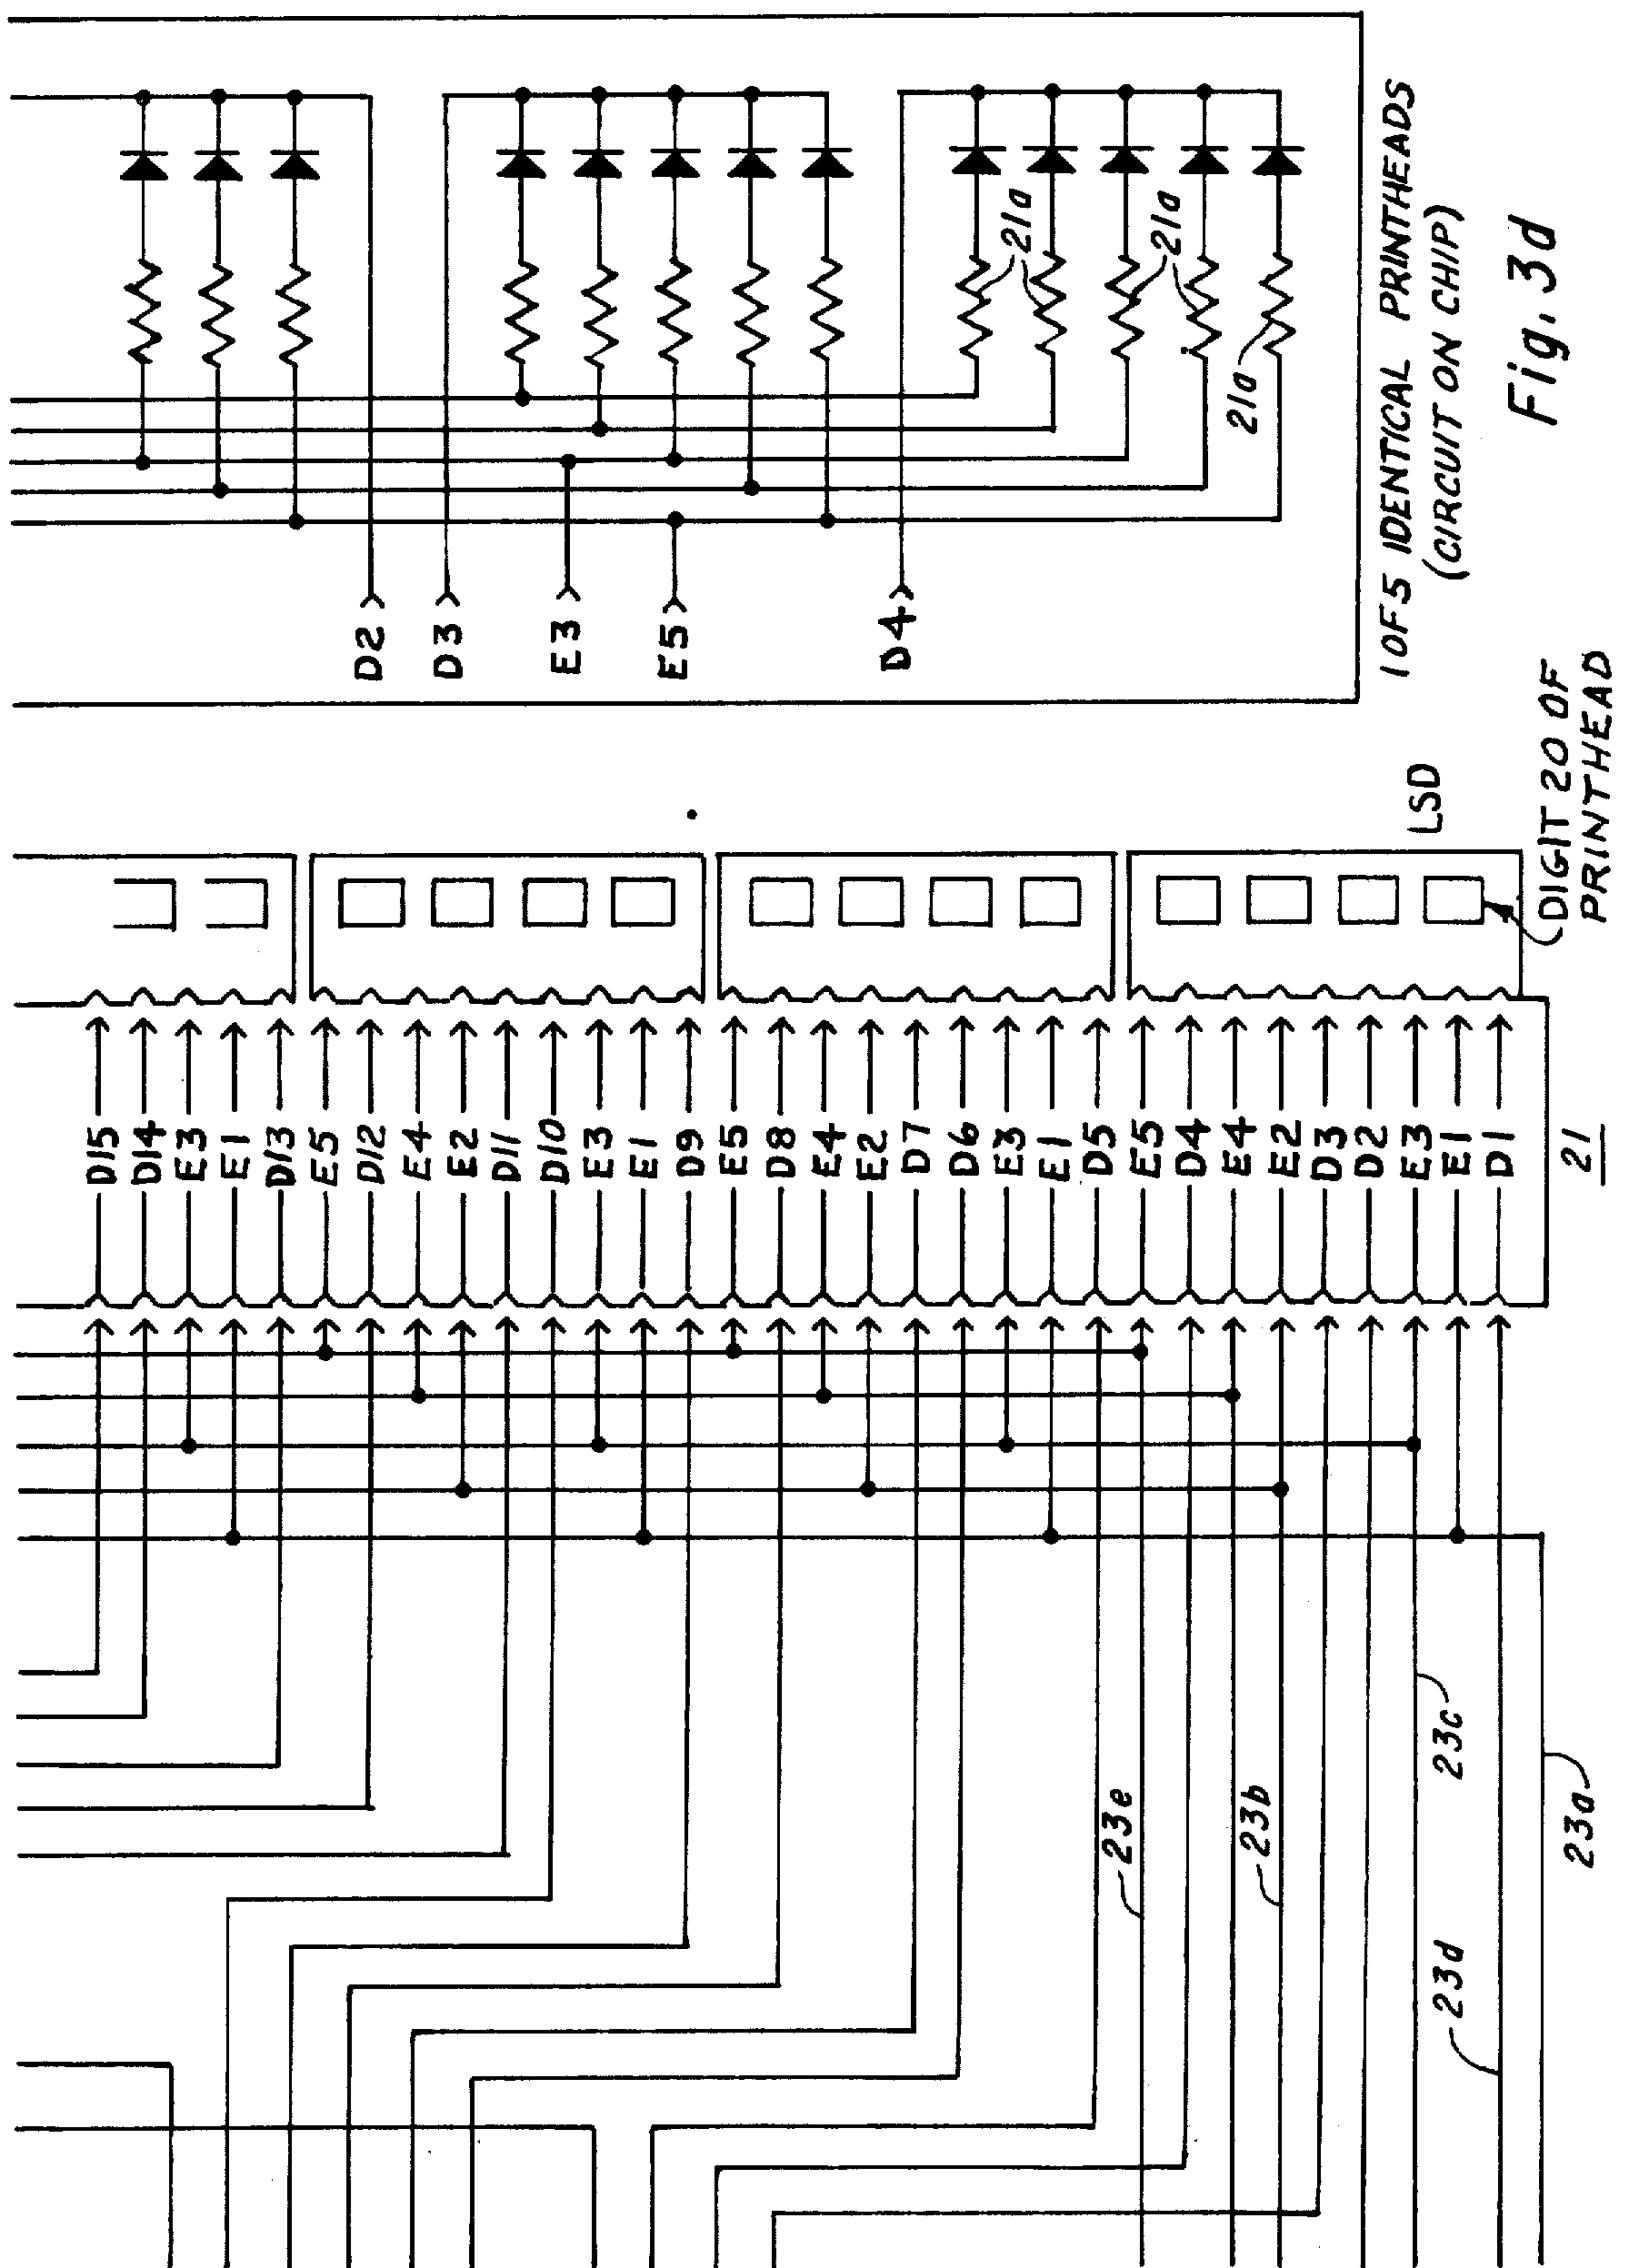 D2
D3
E3
E5
D4
21a
21a
21a
1 OF 5 IDENTICAL PRINTHEADS
(CIRCUIT ON CHIP)
Fig. 3d
LSD
DIGIT 20 OF
PRINTHEAD
D15
D14
E3
E1
D13
E5
D12
E4
E2
D11
D10
E3
E1
D9
E5
D8
E4
E2
D7
D6
E3
E1
D5
E5
D4
E4
E2
D3
D2
E3
E1
D1
21
23e
23b
23c
23a
23d